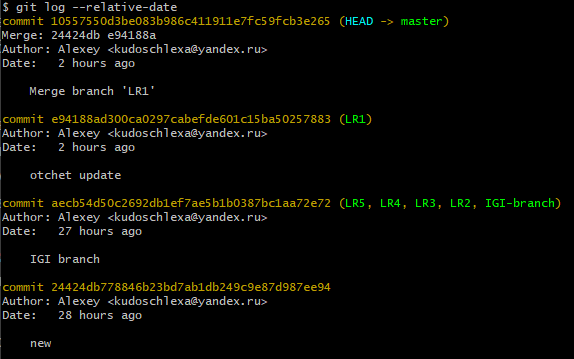 $ git log --relative-date
commit 10557550d3be083b986c411911e7fc59fcb3e265 (HEAD -> master)
Merge: 24424db e94188a
Author: Alexey <kudoschlexa@yandex.ru>
Date:   2 hours ago
Merge branch 'LR1'
commit e94188ad300ca0297cabefde601c15ba50257883 (LR1)
Author: Alexey <kudoschlexa@yandex.ru>
Date:   2 hours ago
otchet update
commit aecb54d50c2692db1ef7ae5b1b0387bc1aa72e72 (LR5, LR4, LR3, LR2, IGI-branch)
Author: Alexey <kudoschlexa@yandex.ru>
Date:   27 hours ago
IGI branch
commit 24424db778846b23bd7ab1db249c9e87d987ee94
Author: Alexey <kudoschlexa@yandex.ru>
Date:   28 hours ago
new